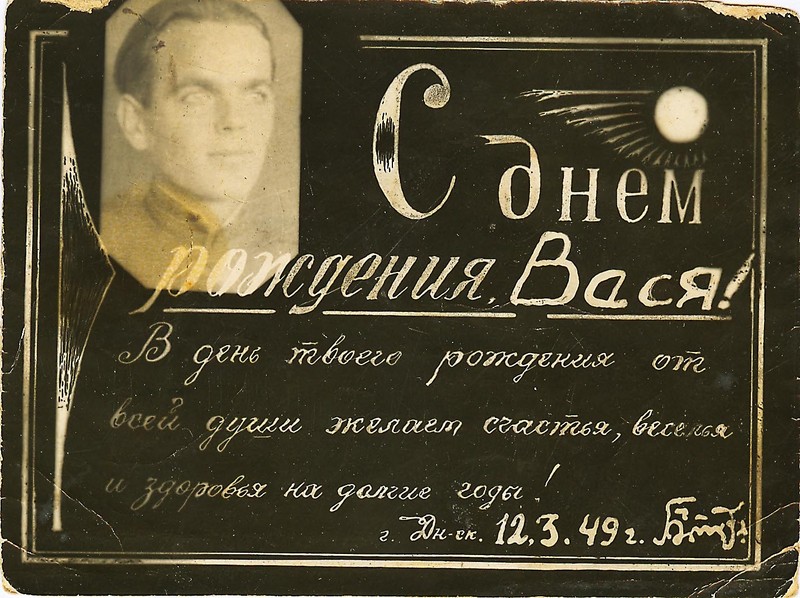 С днем
рождения, Вася!
В день твоего рождения от
всей души желаем счастья, веселья
и здоровья на долгие годы!
г. Дн-ск. 12.3.49 г.